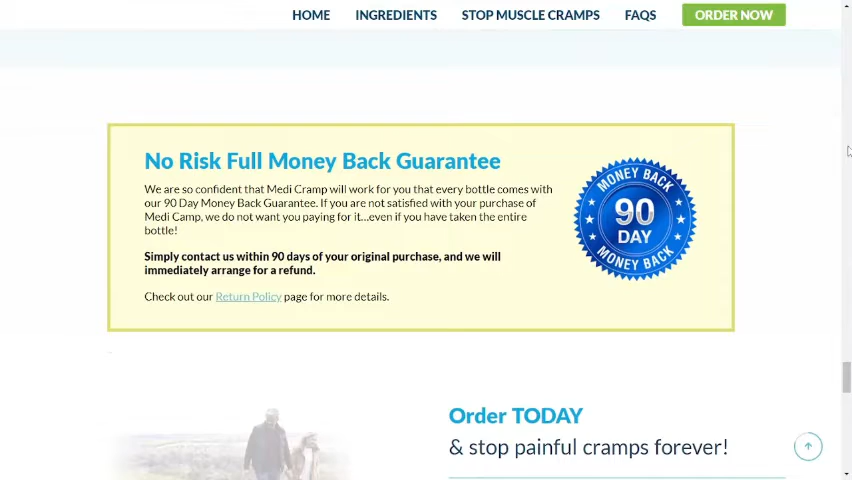 HOME INGREDIENTS STOP MUSCLE CRAMPS FAQS ORDER NOW
No Risk Full Money Back Guarantee
We are so confident that Medi Cramp will work for you that every bottle comes with
our 90 Day Money Back Guarantee. If you are not satisfied with your purchase of
Medi Camp, we do not want you paying for it...even if you have taken the entire
bottle!
Simply contact us within 90 days of your original purchase, and we will
immediately arrange for a refund.
Check out our Return Policy page for more details.
MONEY BACK
90
DAY
MONEY BACK
Order TODAY
& stop painful cramps forever!